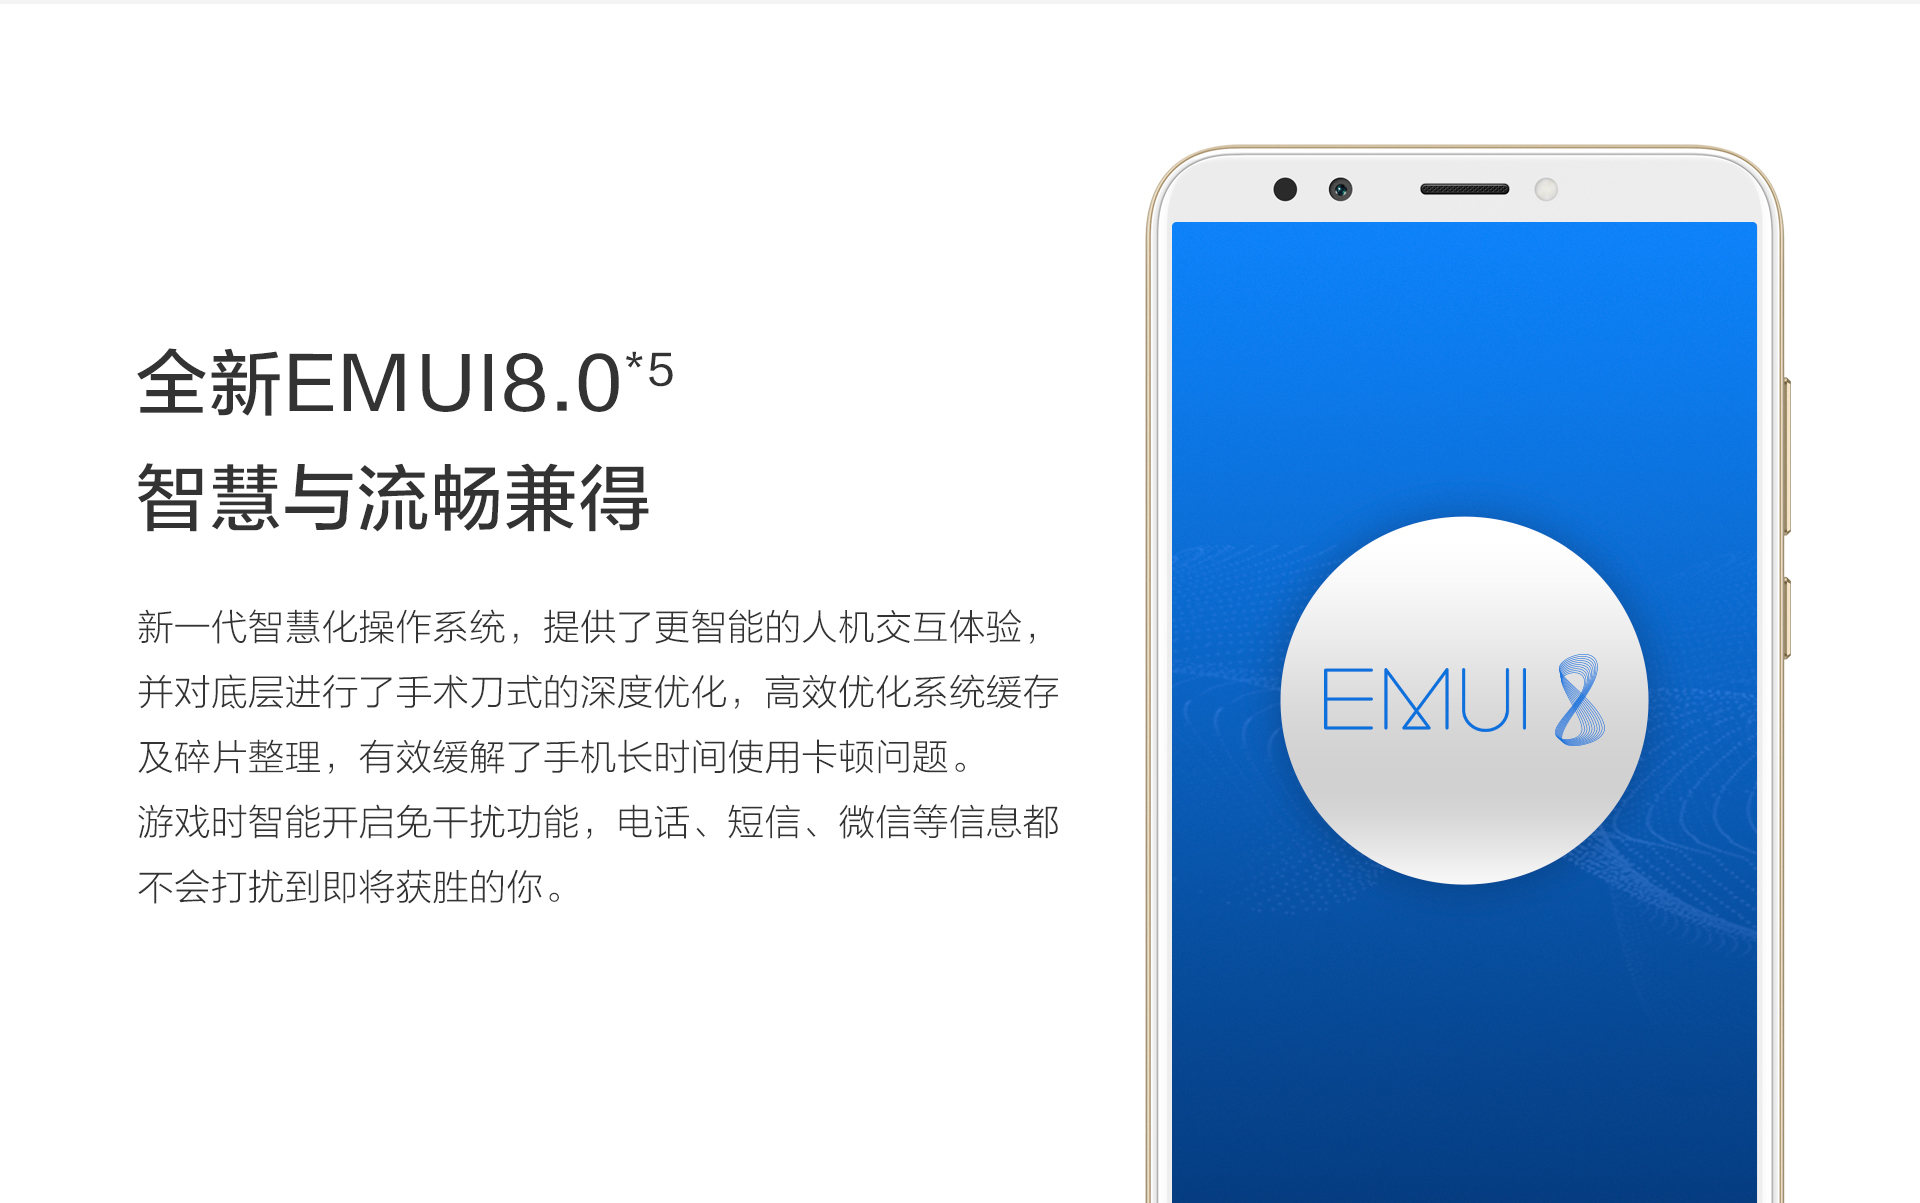 全新EMUI8.0*5
智慧与流畅兼得
新一代智慧化操作系统，提供了更智能的人机交互体验，
并对底层进行了手术刀式的深度优化，高效优化系统缓存
及碎片整理，有效缓解了手机长时间使用卡顿问题。
游戏时智能开启免干扰功能，电话、短信、微信等信息都
不会打扰到即将获胜的你。
EMUI 8